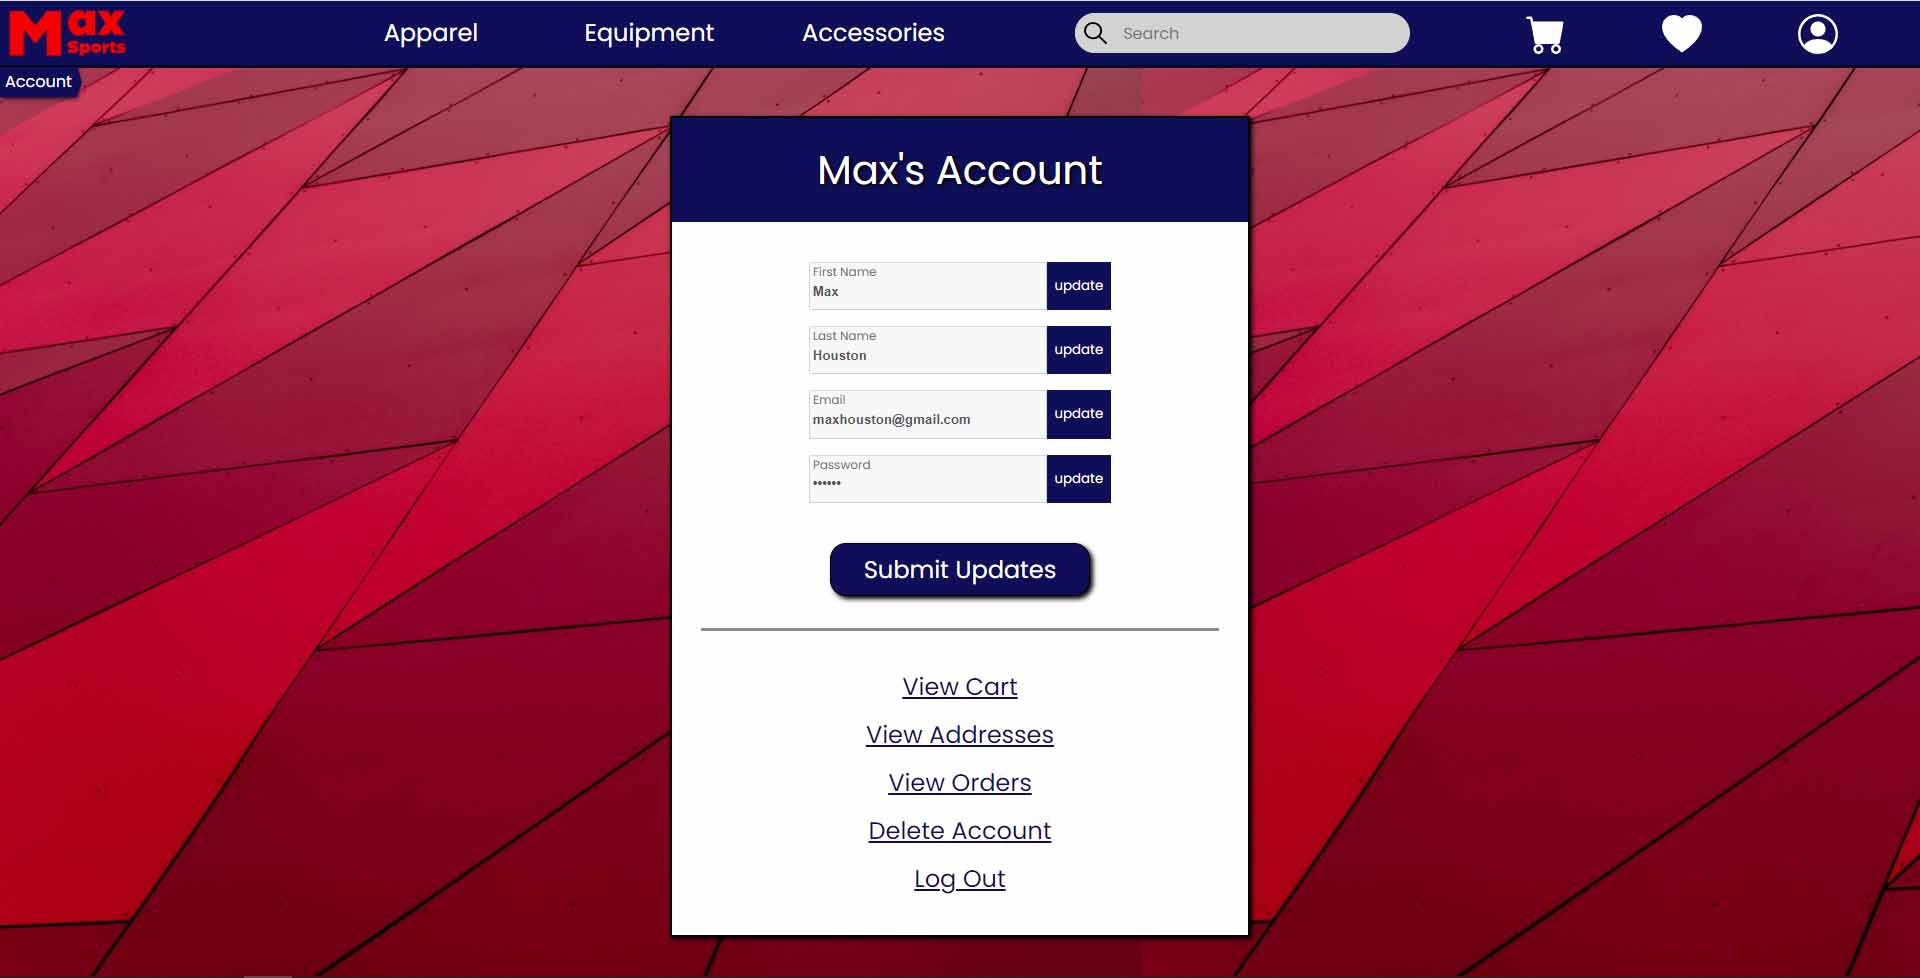 Max Sports
Apparel
Equipment
Accessories
Search
Account
Max's Account
First Name
Max
update
Last Name
Houston
update
Email
maxhouston@gmail.com
update
Password
••••••
update
Submit Updates
View Cart
View Addresses
View Orders
Delete Account
Log Out